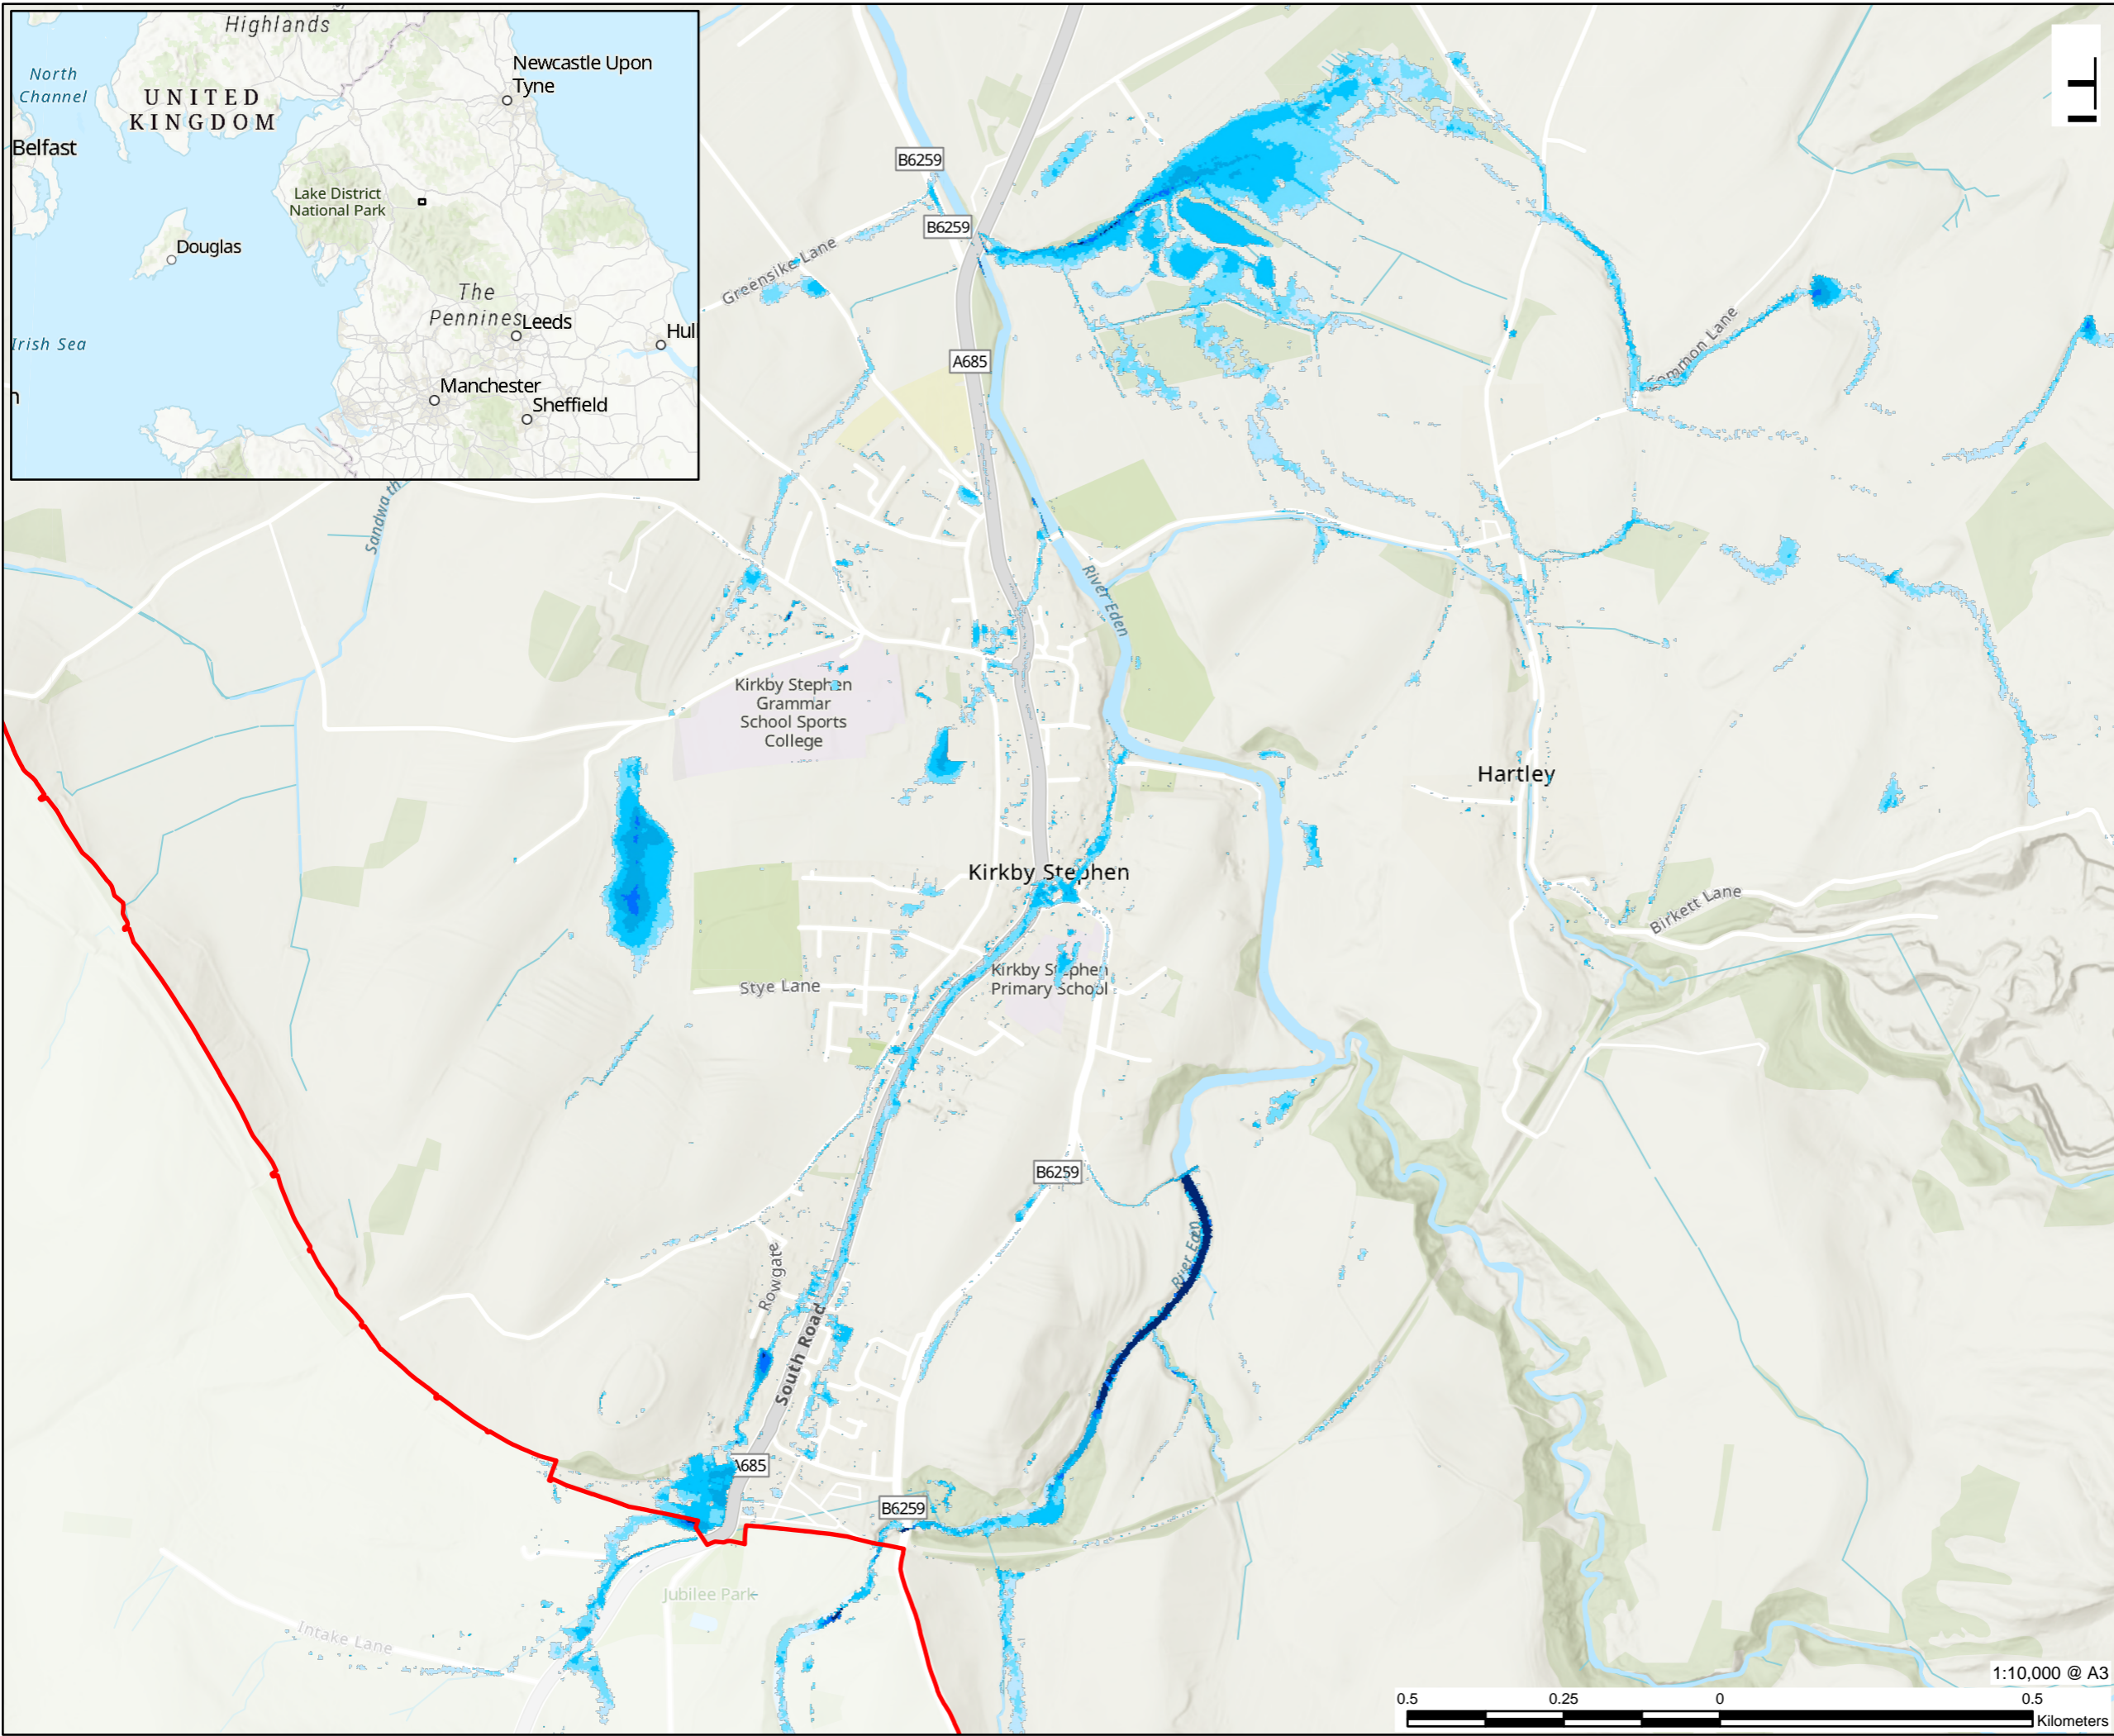 Highlands
North
Channel
UNITED
KINGDOM
Newcastle Upon
Tyne
Belfast
Lake District
National Park
Douglas
The
Pennines
Leeds
Hul
Irish Sea
Manchester
Sheffield
n
B6259
B6259
Greensike Lane
A685
Common Lane
Sandwath
River Eden
Kirkby Stephen
Grammar
School Sports
College
Hartley
Kirkby Stephen
Birkett Lane
Kirkby Stephen
Primary School
Stye Lane
B6259
River Eden
Rowgate
South Road
A685
B6259
Jubilee Park
Intake Lane
1:10,000 @ A3
0.5 0.25 0 0.5
Kilometers